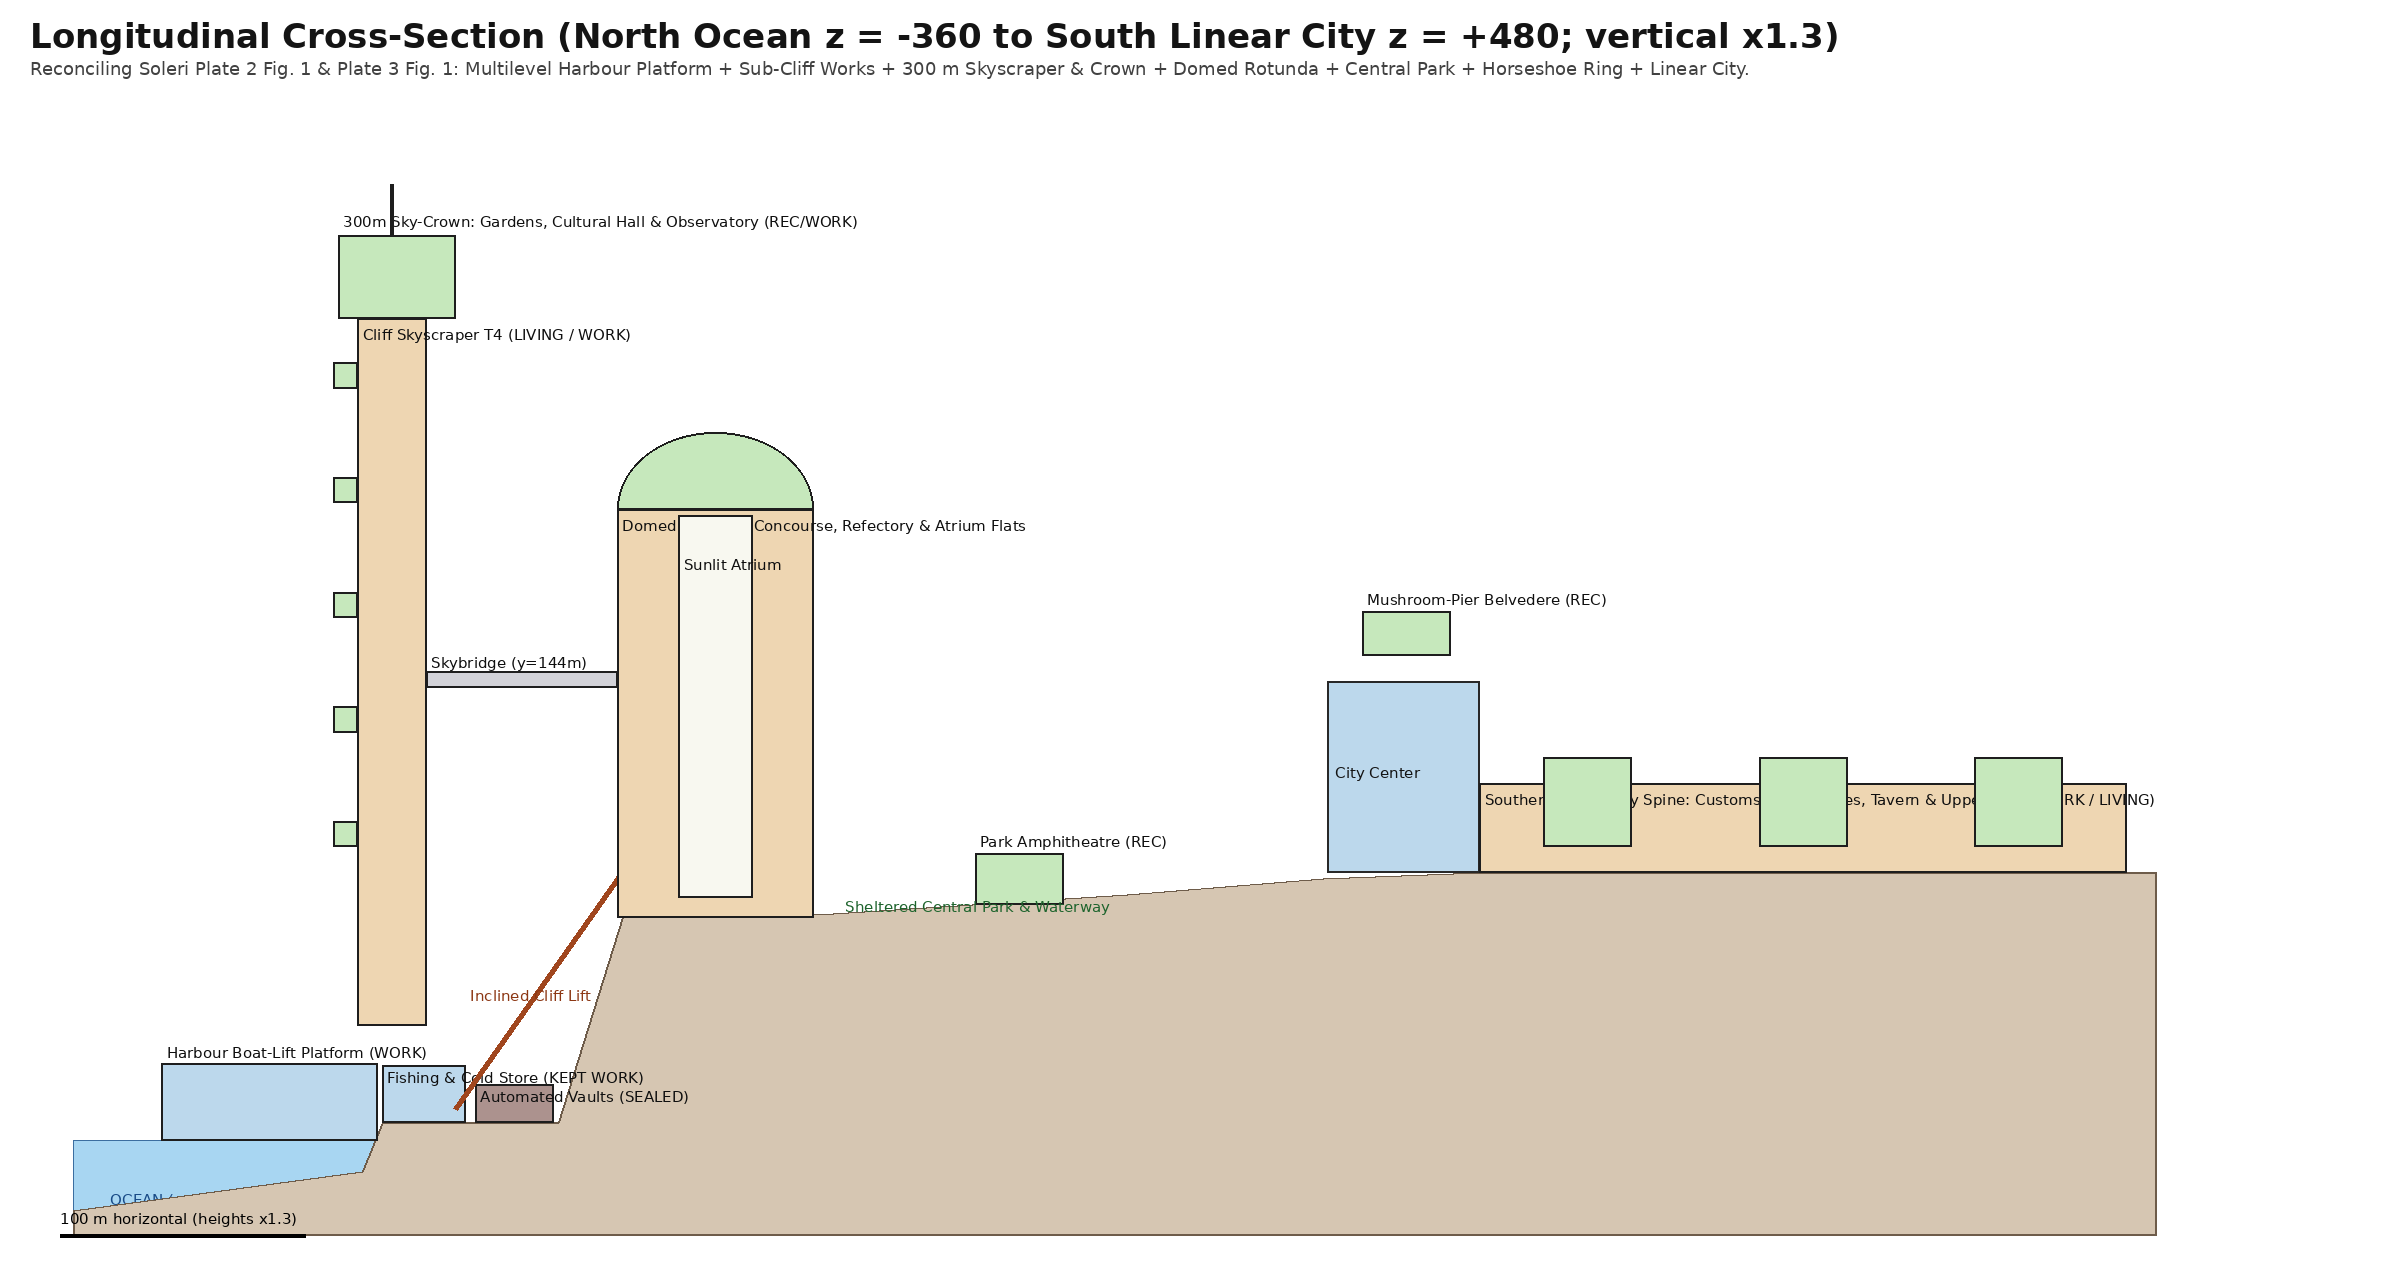 Longitudinal Cross-Section (North Ocean z = -360 to South Linear City z = +480; vertical x1.3)
Reconciling Soleri Plate 2 Fig. 1 & Plate 3 Fig. 1: Multilevel Harbour Platform + Sub-Cliff Works + 300 m Skyscraper & Crown + Domed Rotunda + Central Park + Horseshoe Ring + Linear City.
300m Sky-Crown: Gardens, Cultural Hall & Observatory (REC/WORK)
Cliff Skyscraper T4 (LIVING / WORK)
Domed Concourse, Refectory & Atrium Flats
Sunlit Atrium
Mushroom-Pier Belvedere (REC)
Skybridge (y=144m)
City Center
Spine: Customs Tavern & RK / LIVING)
Park Amphitheatre (REC)
Sheltered Central Park & Waterway
Inclined Cliff Lift
Harbour Boat-Lift Platform (WORK)
Fishing & Cold Store (KEPT WORK)
Automated Vaults (SEALED)
OCEAN
100 m horizontal (heights x1.3)